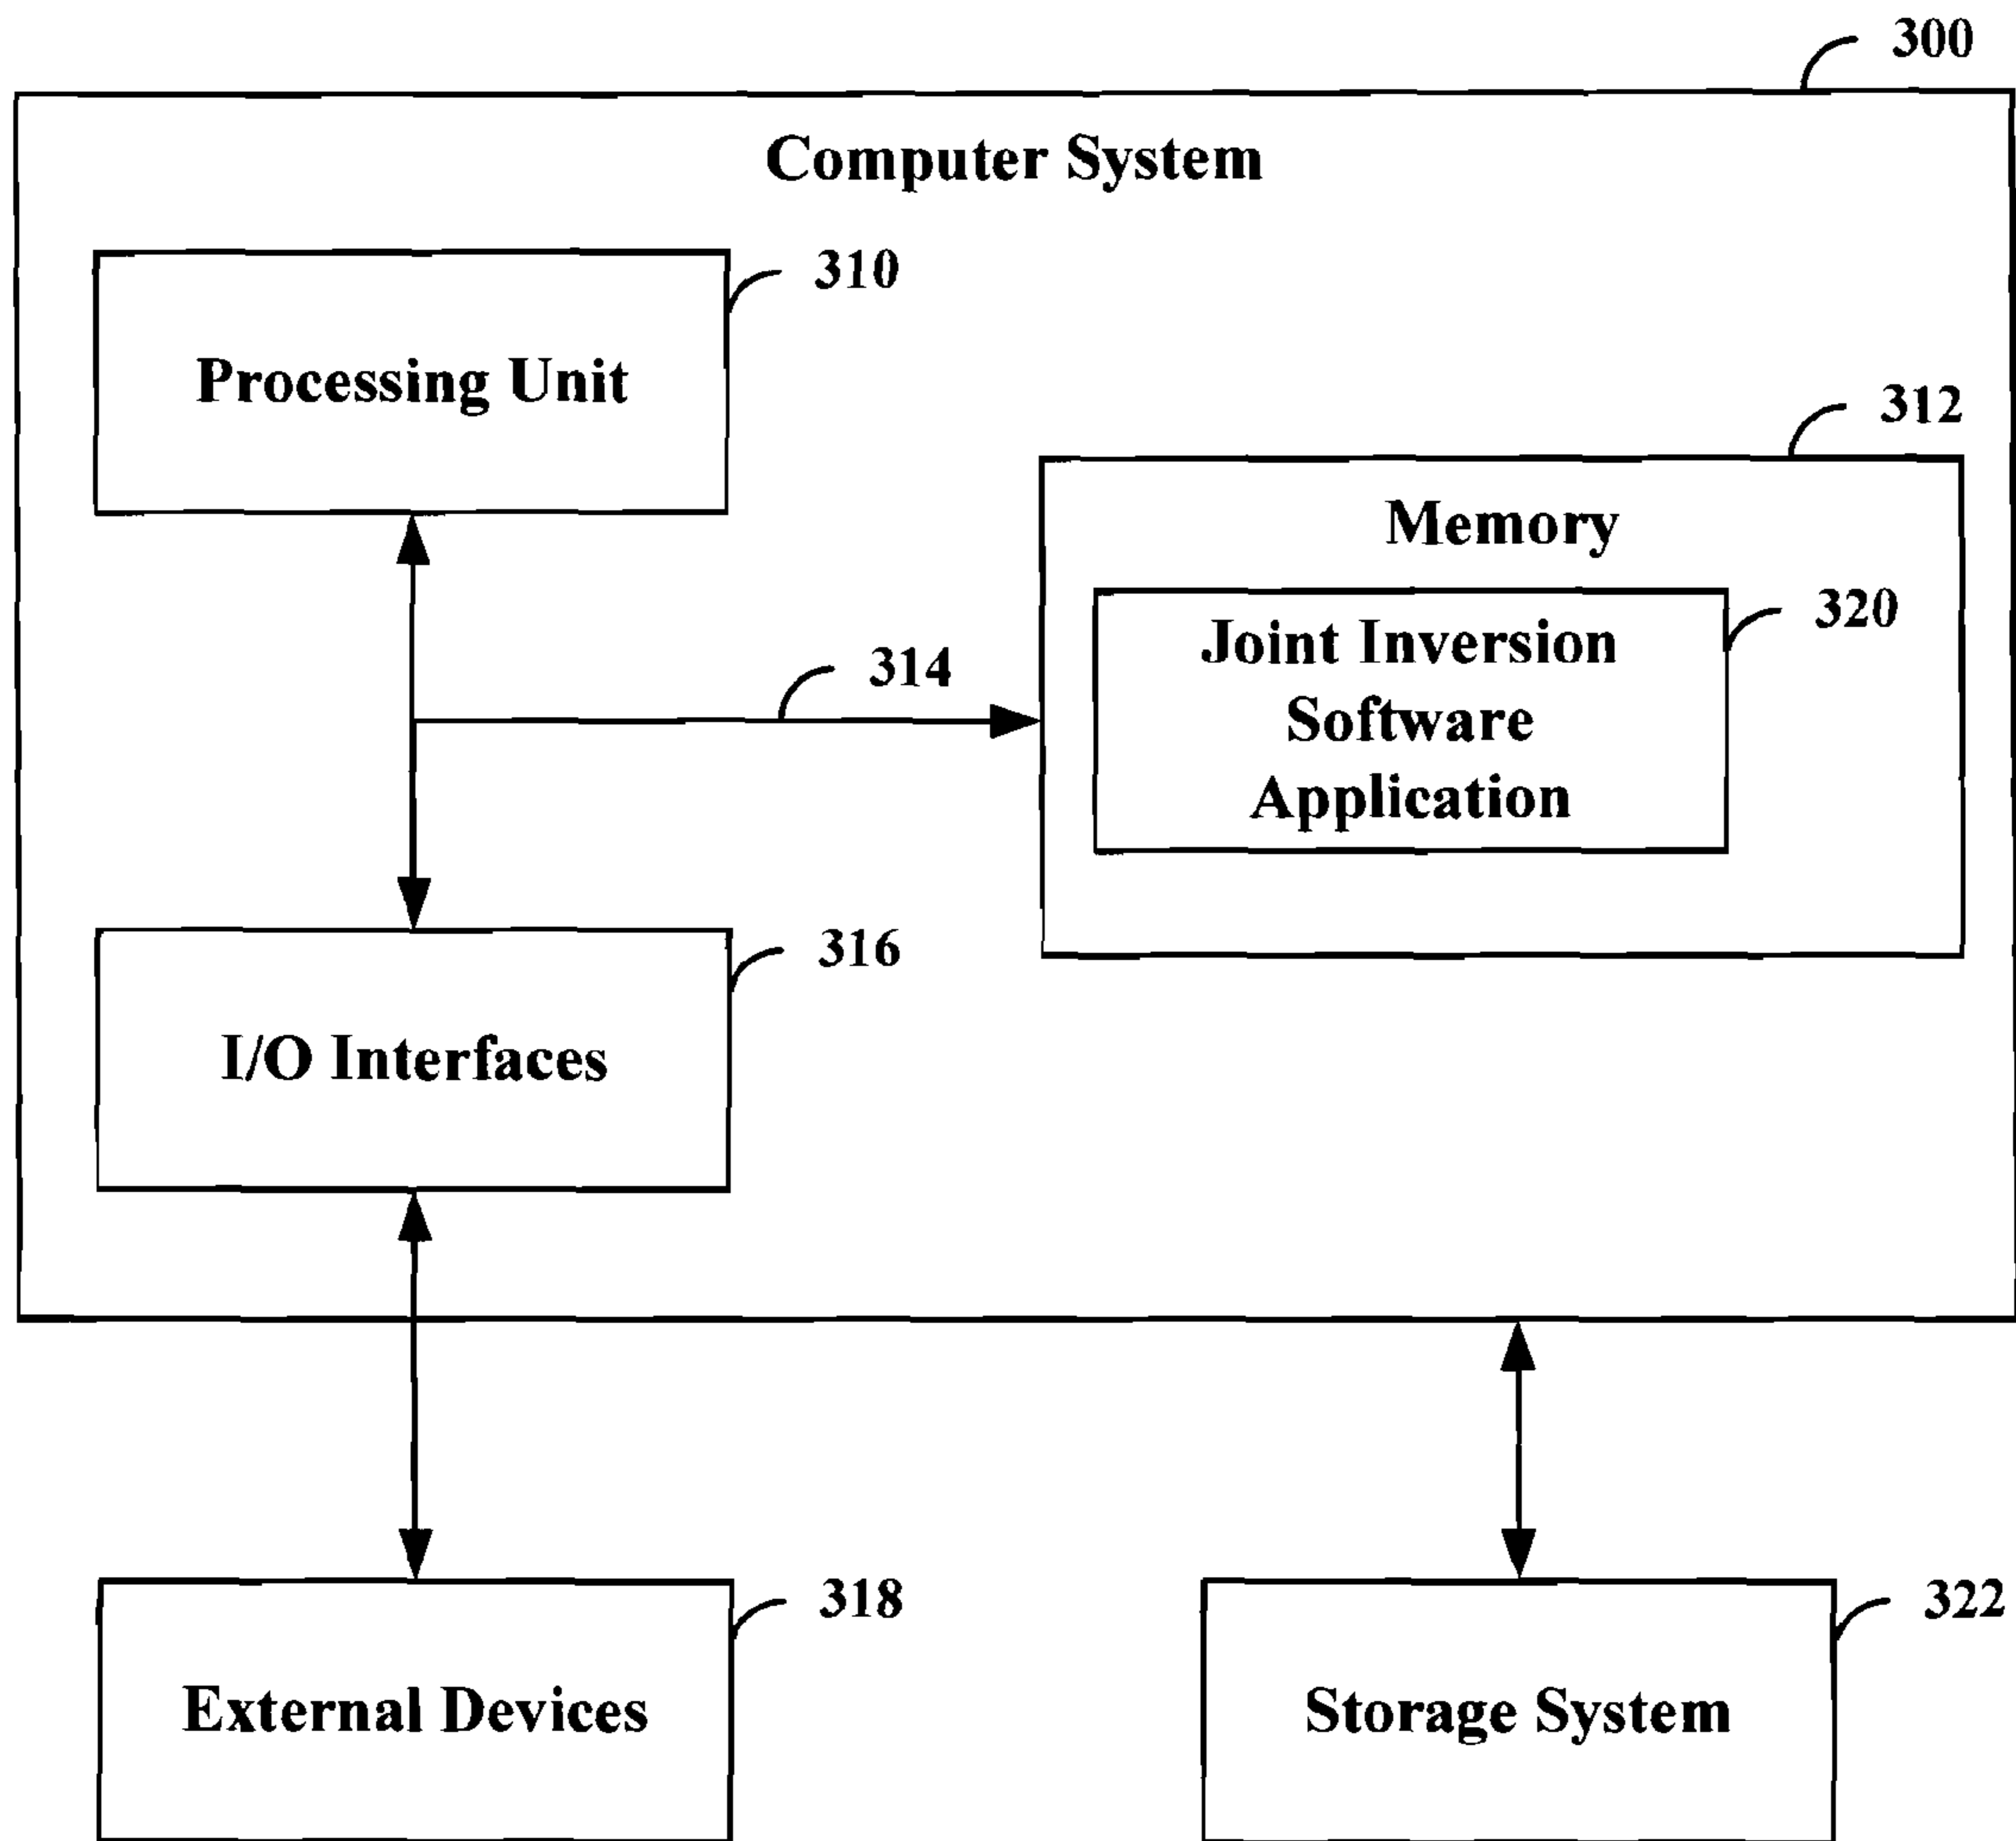 300
Computer System
310
Processing Unit
312
Memory
320
Joint Inversion
Software
Application
314
316
I/O Interfaces
318
External Devices
322
Storage System